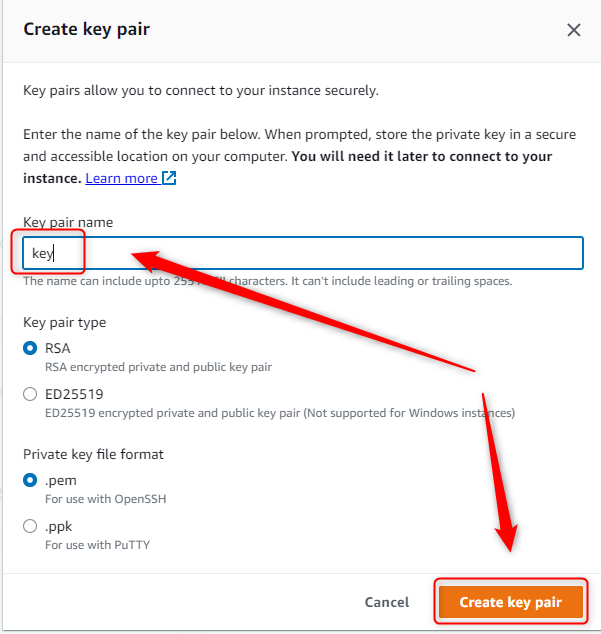 Create key pair
Key pairs allow you to connect to your instance securely.
Enter the name of the key pair below. When prompted, store the private key in a secure
and accessible location on your computer. You will need it later to connect to your
instance. Learn more
Key pair name
key
The name can include upto 255 characters. It can't include leading or trailing spaces.
Key pair type
RSA
RSA encrypted private and public key pair
ED25519
ED25519 encrypted private and public key pair (Not supported for Windows instances)
Private key file format
.pem
For use with OpenSSH
.ppk
For use with PuTTY
Cancel
Create key pair